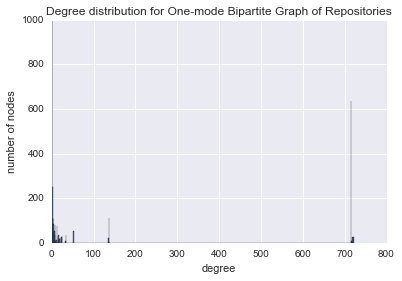 Degree distribution for One-mode Bipartite Graph of Repositories
1000
800
600
400
200
0
number of nodes
0 100 200 300 400 500 600 700 800
degree